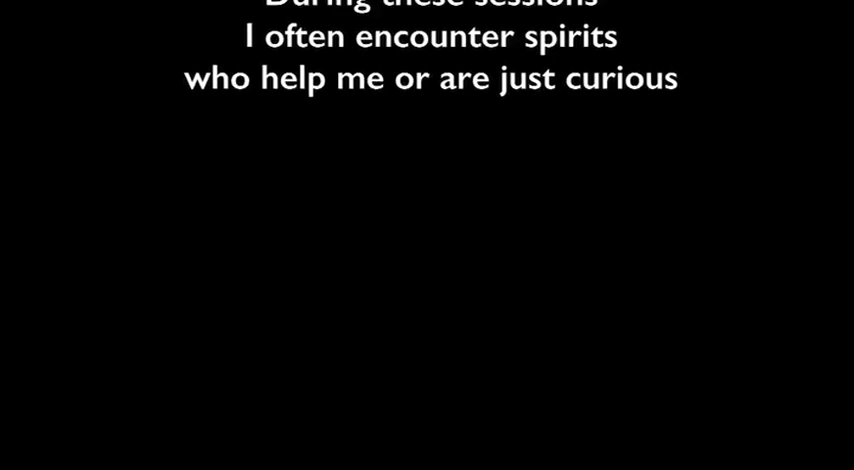 During these sessions
I often encounter spirits
who help me or are just curious